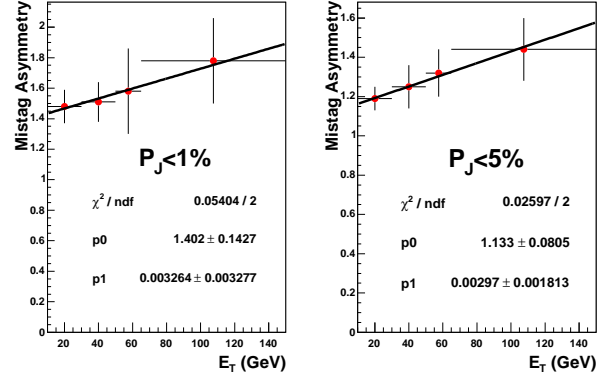 Mistag Asymmetry
2
1.8
1.6
1.4
1.2
1
0.8
0.6
0.4
0.2
0
P_J<1%
χ² / ndf 0.05404 / 2
p0 1.402 ± 0.1427
p1 0.003264 ± 0.003277
20 40 60 80 100 120 140
E_T (GeV)
Mistag Asymmetry
1.6
1.4
1.2
1
0.8
0.6
0.4
0.2
0
P_J<5%
χ² / ndf 0.02597 / 2
p0 1.133 ± 0.0805
p1 0.00297 ± 0.001813
20 40 60 80 100 120 140
E_T (GeV)